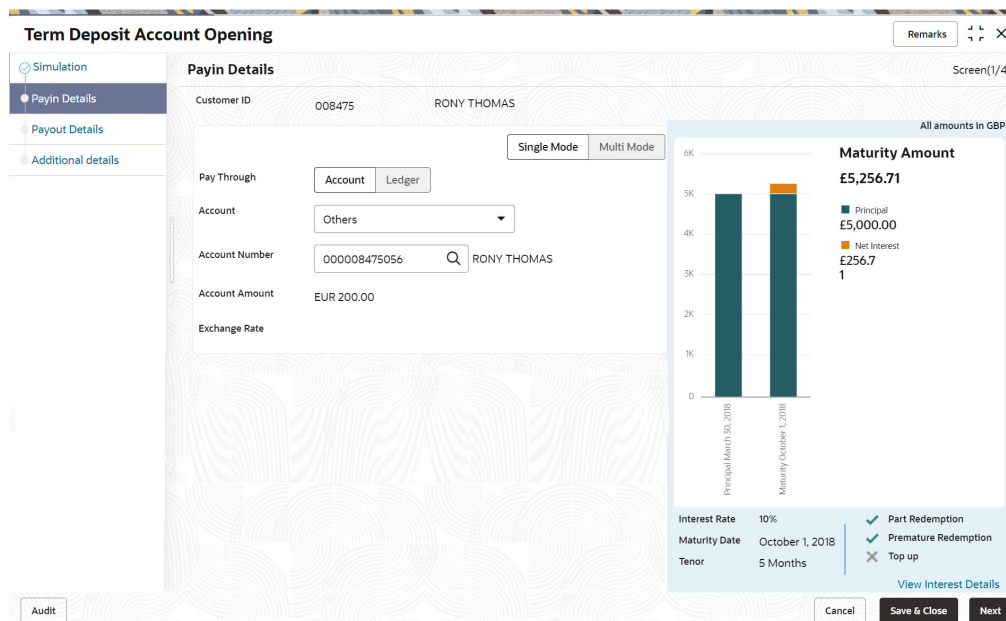 Term Deposit Account Opening
Remarks
Simulation
Payin Details
Payout Details
Additional details
Payin Details
Screen(1/4
Customer ID
008475
RONY THOMAS
Single Mode
Multi Mode
Pay Through
Account
Ledger
Account
Others
Account Number
000008475056
RONY THOMAS
Account Amount
EUR 200.00
Exchange Rate
All amounts in GBP
6K
5K
4K
3K
2K
1K
0
Principal March 30, 2018
Maturity October 1, 2018
Maturity Amount
£5,256.71
Principal
£5,000.00
Net Interest
£256.7
1
Interest Rate
10%
Maturity Date
October 1, 2018
Tenor
5 Months
Part Redemption
Premature Redemption
Top up
View Interest Details
Audit
Cancel
Save & Close
Next